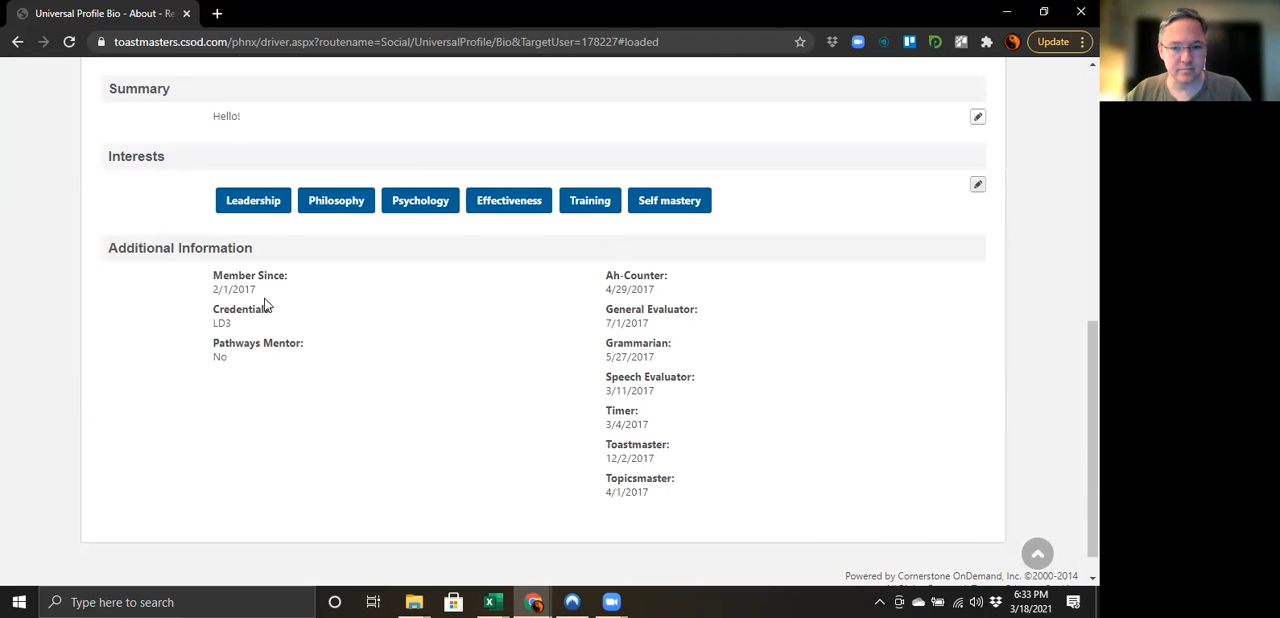 Universal Profile Bio - About - Re
toastmasters.csod.com/phnx/driver.aspx?routename=Social/UniversalProfile/Bio&TargetUser=178227#loaded
Update
Summary
Hello!
Interests
Leadership Philosophy Psychology Effectiveness Training Self mastery
Additional Information
Member Since:
2/1/2017
Credential
LD3
Pathways Mentor:
No
Ah-Counter:
4/29/2017
General Evaluator:
7/1/2017
Grammarian:
5/27/2017
Speech Evaluator:
3/11/2017
Timer:
3/4/2017
Toastmaster:
12/2/2017
Topicsmaster:
4/1/2017
Powered by Cornerstone OnDemand, Inc. ©2000-2014
Type here to search
6:33 PM
3/18/2021